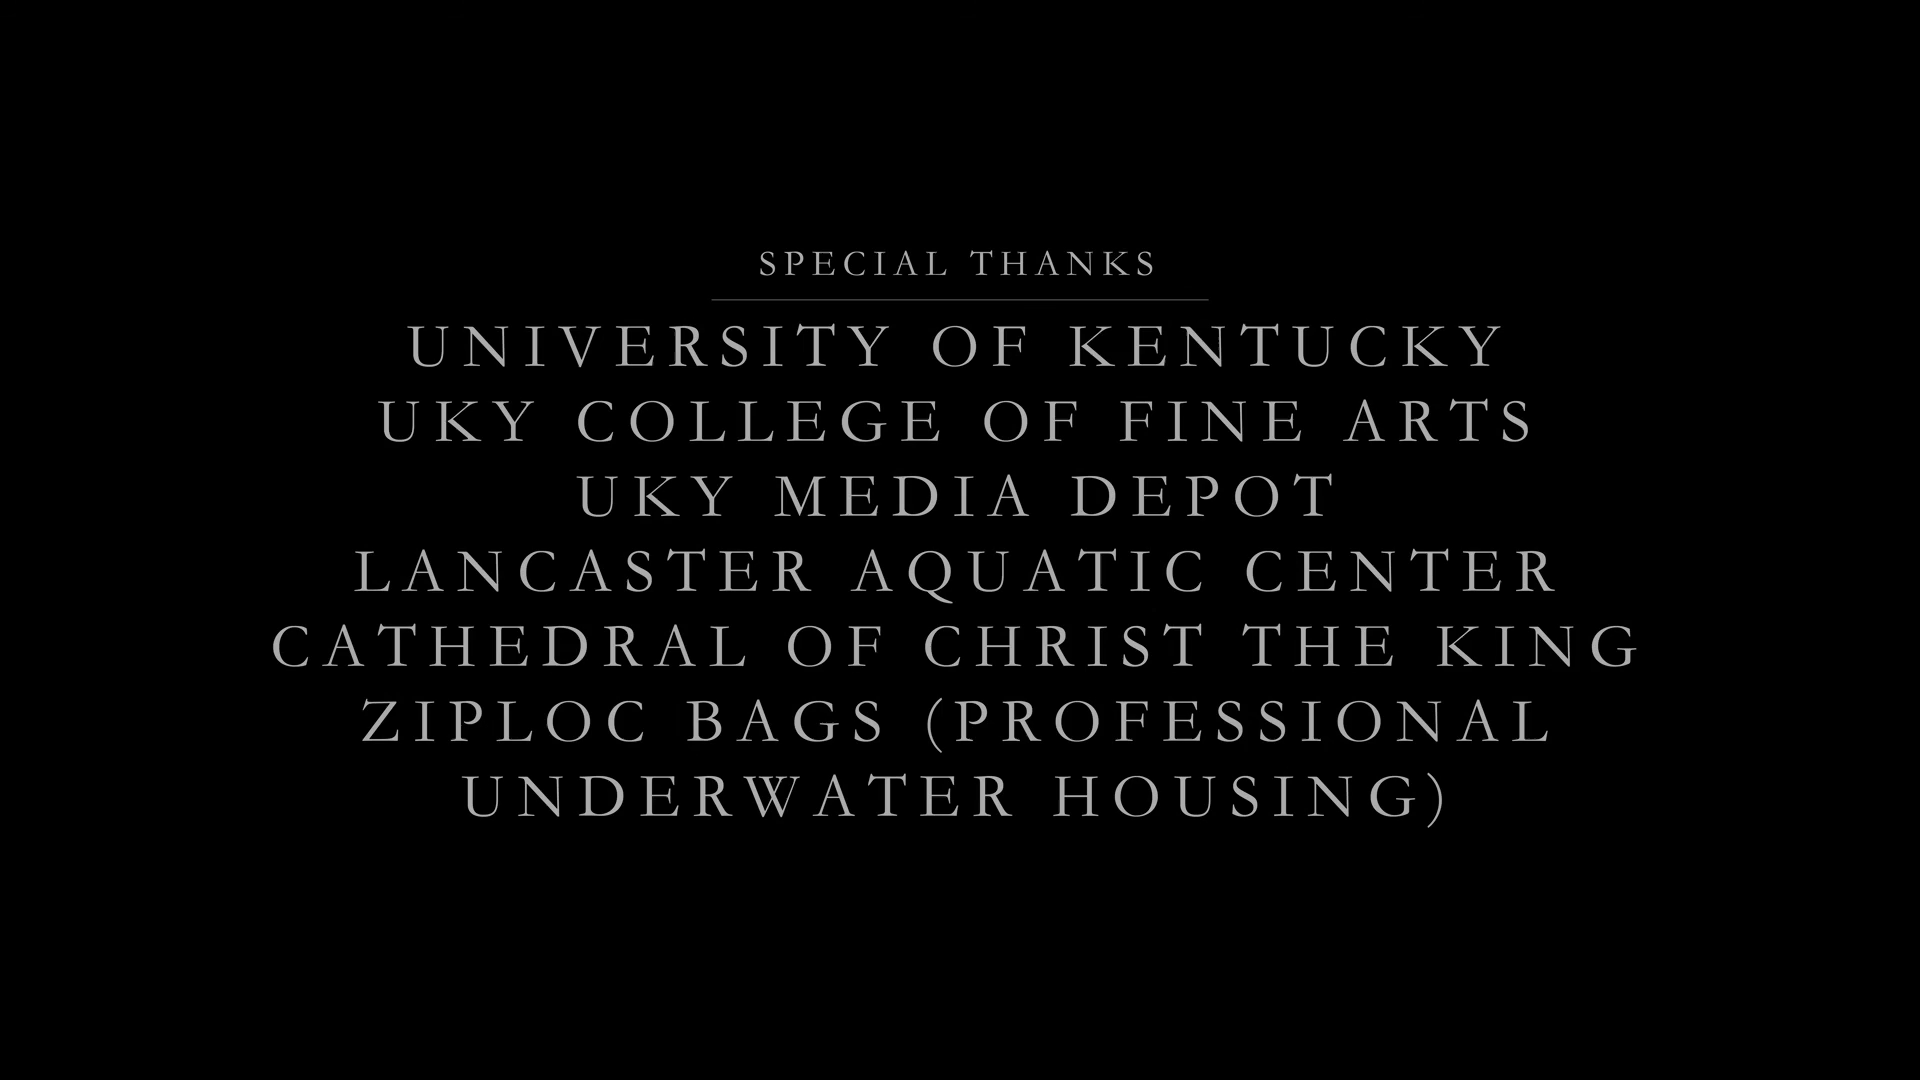 SPECIAL THANKS
UNIVERSITY OF KENTUCKY
UKY COLLEGE OF FINE ARTS
UKY MEDIA DEPOT
LANCASTER AQUATIC CENTER
CATHEDRAL OF CHRIST THE KING
ZIPLOC BAGS (PROFESSIONAL
UNDERWATER HOUSING)